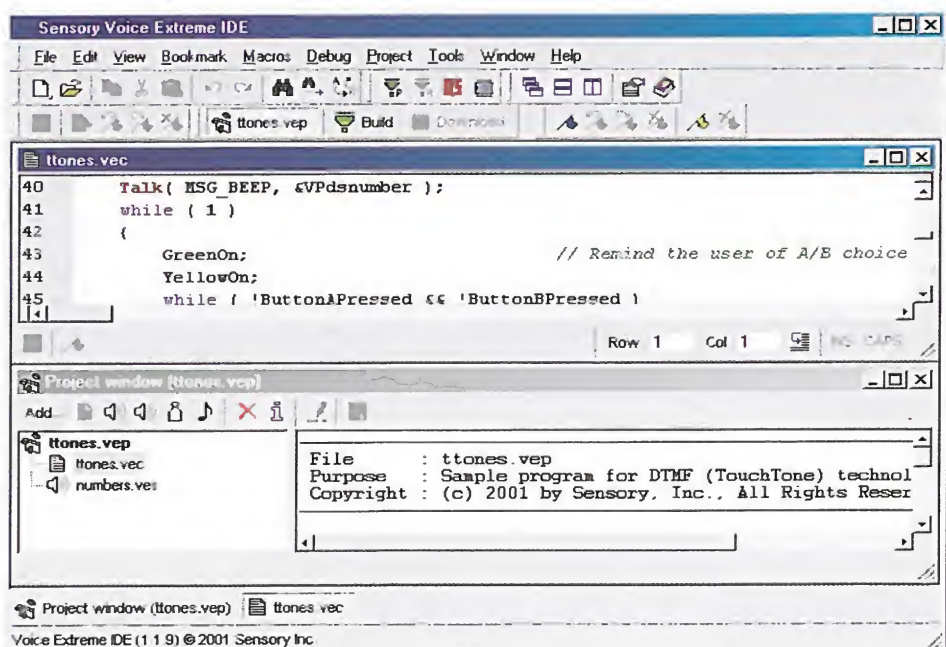 Sensory Voice Extreme IDE
File Edit View Bookmark Macros Debug Project Tools Window Help
ttones.vep Build Download
ttones.vec
40 Talk( MSG_BEEP, &VPdsnumber );
41 while ( 1 )
42 {
43 GreenOn; // Remind the user of A/B choice
44 YellowOn;
45 while ( !ButtonAPressed && !ButtonBPressed )
Row 1 Col 1 INS CAPS
Project window [ttones.vep]
Add...
ttones.vep
ttones.vec
numbers.ves
File : ttones.vep
Purpose : Sample program for DTMF (TouchTone) technol
Copyright : (c) 2001 by Sensory, Inc., All Rights Reser
Project window (ttones.vep) ttones.vec
Voice Extreme IDE (1.1.9) © 2001 Sensory Inc